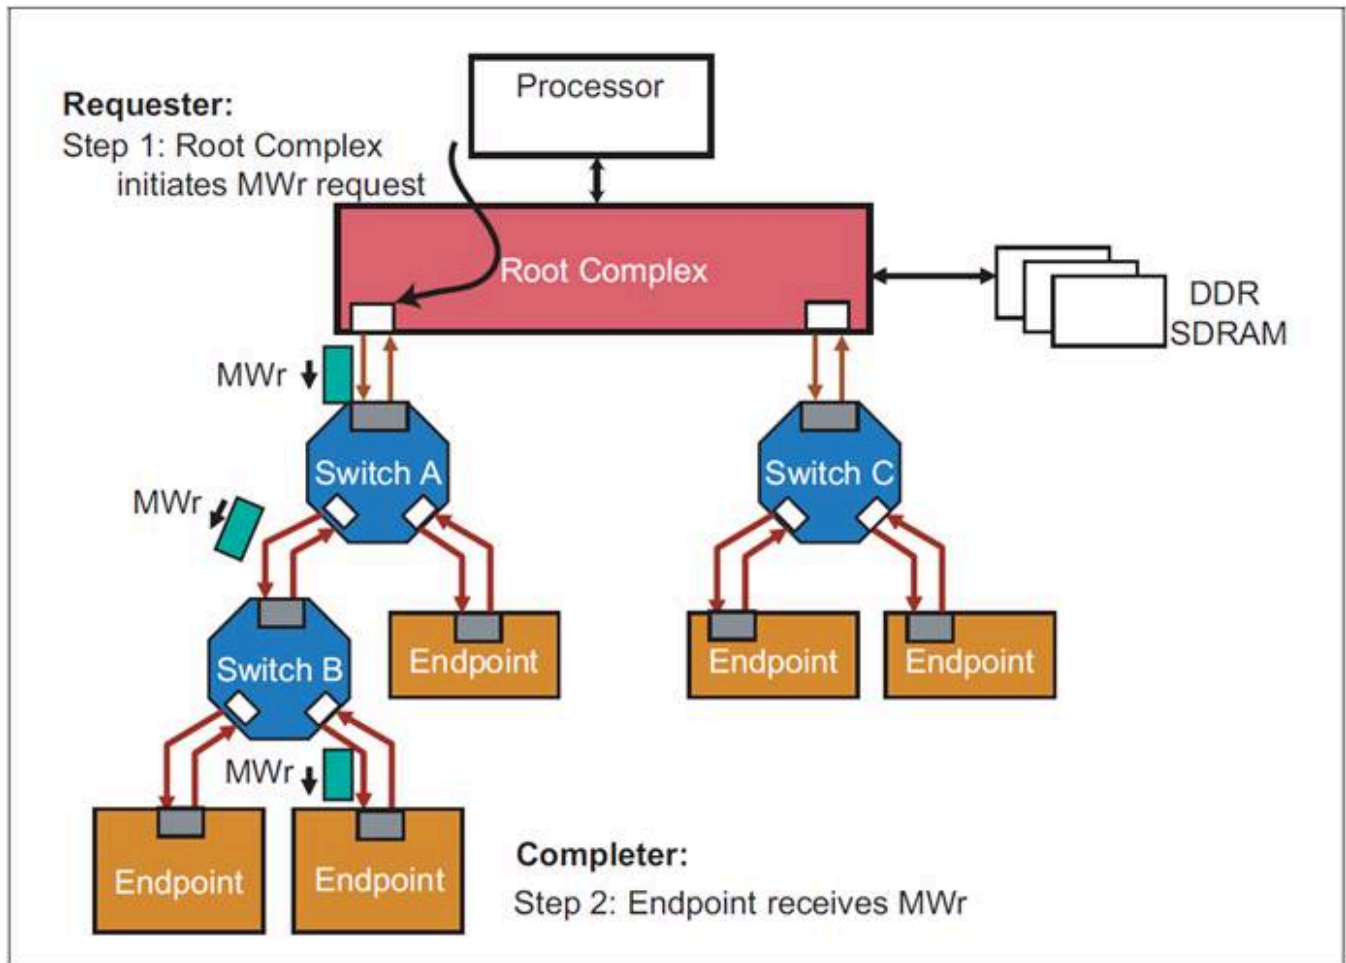 Processor
Requester:
Step 1: Root Complex
initiates MWr request
Root Complex
DDR
SDRAM
MWr
Switch A
Switch C
MWr
Switch B
Endpoint
Endpoint
Endpoint
MWr
Endpoint
Endpoint
Completer:
Step 2: Endpoint receives MWr